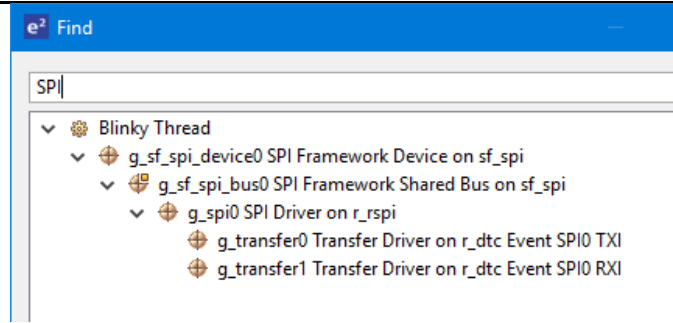 e² Find
SPI
Blinky Thread
g_sf_spi_device0 SPI Framework Device on sf_spi
g_sf_spi_bus0 SPI Framework Shared Bus on sf_spi
g_spi0 SPI Driver on r_rspi
g_transfer0 Transfer Driver on r_dtc Event SPI0 TXI
g_transfer1 Transfer Driver on r_dtc Event SPI0 RXI